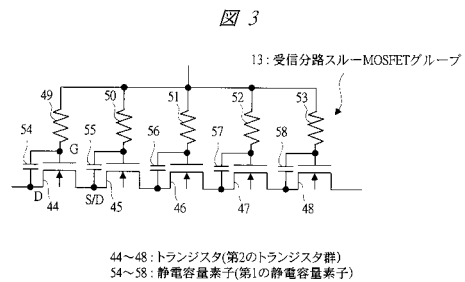 図 3
13 : 受信分路スルーMOSFETグループ
49 50 51 52 53
54 55 56 57 58
G
D S/D
44 45 46 47 48
44~48 : トランジスタ(第2のトランジスタ群)
54~58 : 静電容量素子(第1の静電容量素子)